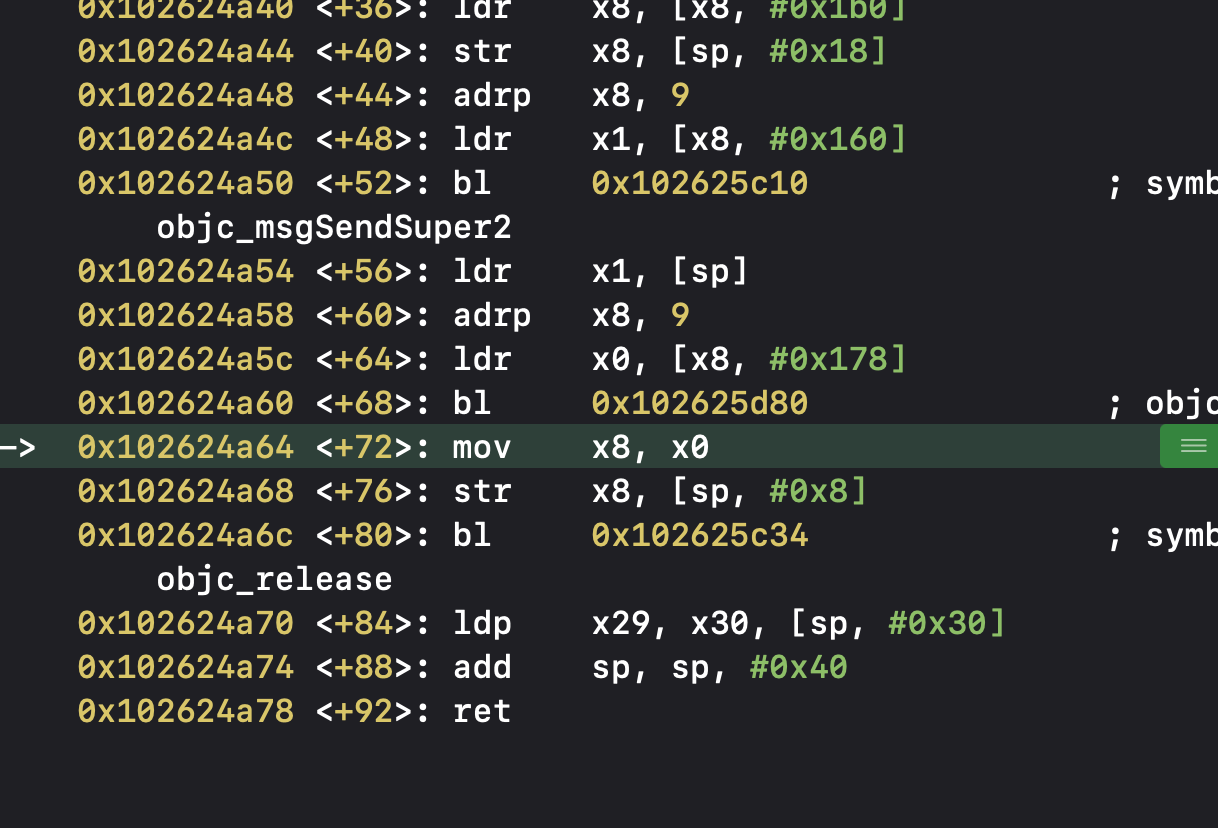 0x102624a40 <+36>: ldr x8, [x8, #0x1b0]
0x102624a44 <+40>: str x8, [sp, #0x18]
0x102624a48 <+44>: adrp x8, 9
0x102624a4c <+48>: ldr x1, [x8, #0x160]
0x102624a50 <+52>: bl 0x102625c10 ; symb
objc_msgSendSuper2
0x102624a54 <+56>: ldr x1, [sp]
0x102624a58 <+60>: adrp x8, 9
0x102624a5c <+64>: ldr x0, [x8, #0x178]
0x102624a60 <+68>: bl 0x102625d80 ; objc
-> 0x102624a64 <+72>: mov x8, x0
0x102624a68 <+76>: str x8, [sp, #0x8]
0x102624a6c <+80>: bl 0x102625c34 ; symb
objc_release
0x102624a70 <+84>: ldp x29, x30, [sp, #0x30]
0x102624a74 <+88>: add sp, sp, #0x40
0x102624a78 <+92>: ret